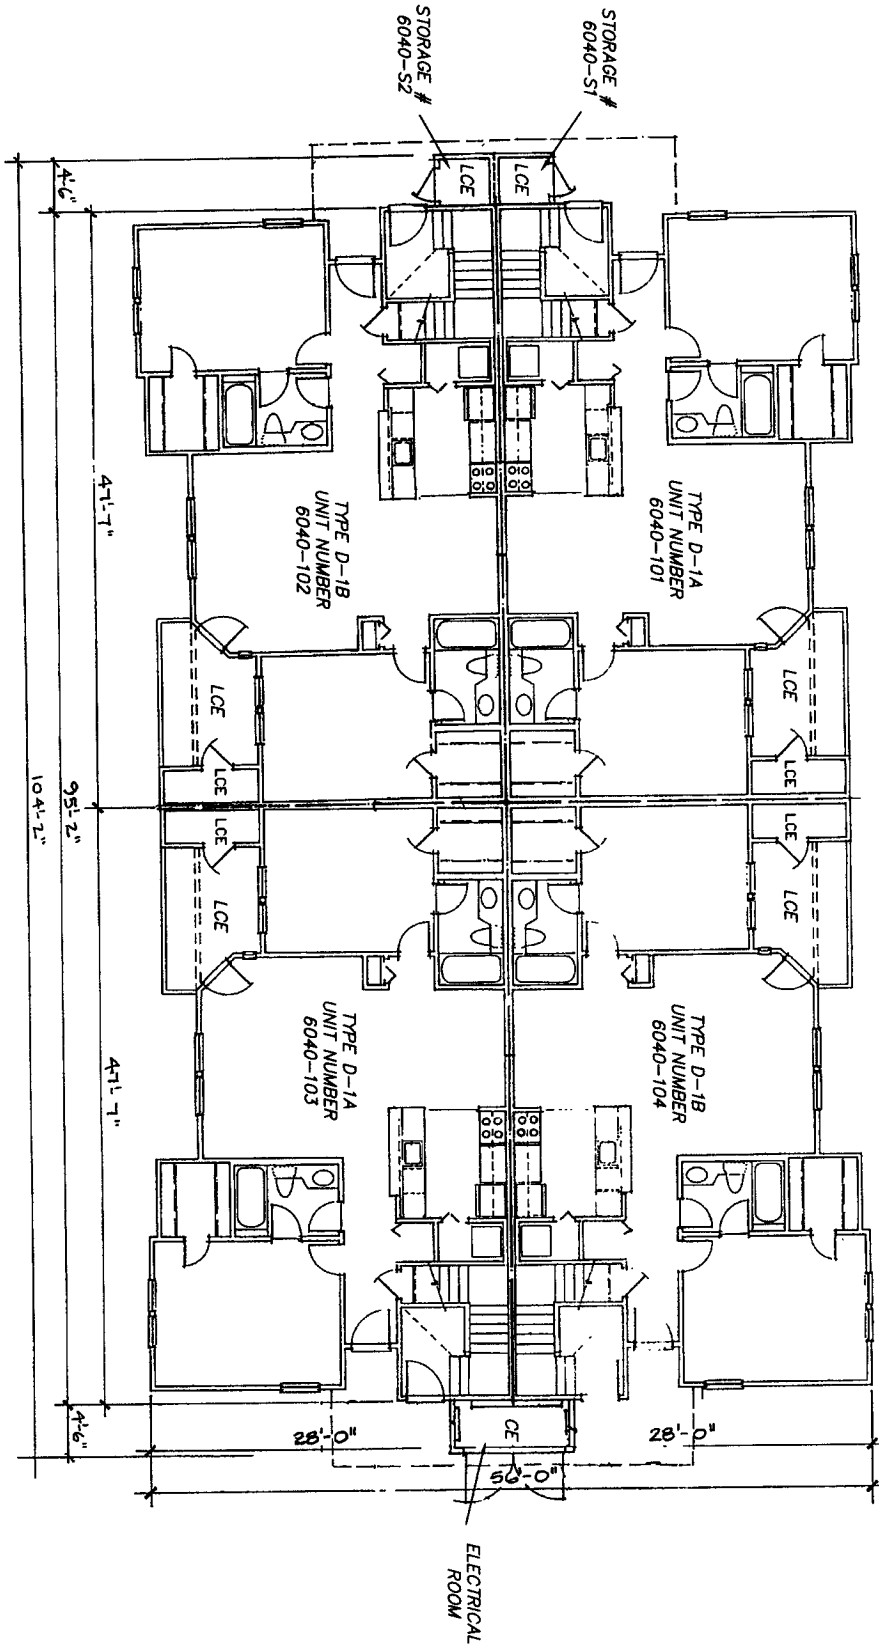 STORAGE #
6040-S2
STORAGE #
6040-S1
4'-6"
LCE
LCE
47'-7"
TYPE D-1B
UNIT NUMBER
6040-102
TYPE D-1A
UNIT NUMBER
6040-101
LCE
LCE
LCE
LCE
104'-2"
95'-2"
LCE
LCE
LCE
LCE
47'-7"
TYPE D-1A
UNIT NUMBER
6040-103
TYPE D-1B
UNIT NUMBER
6040-104
4'-6"
28'-0"
CE
28'-0"
56'-0"
ELECTRICAL
ROOM